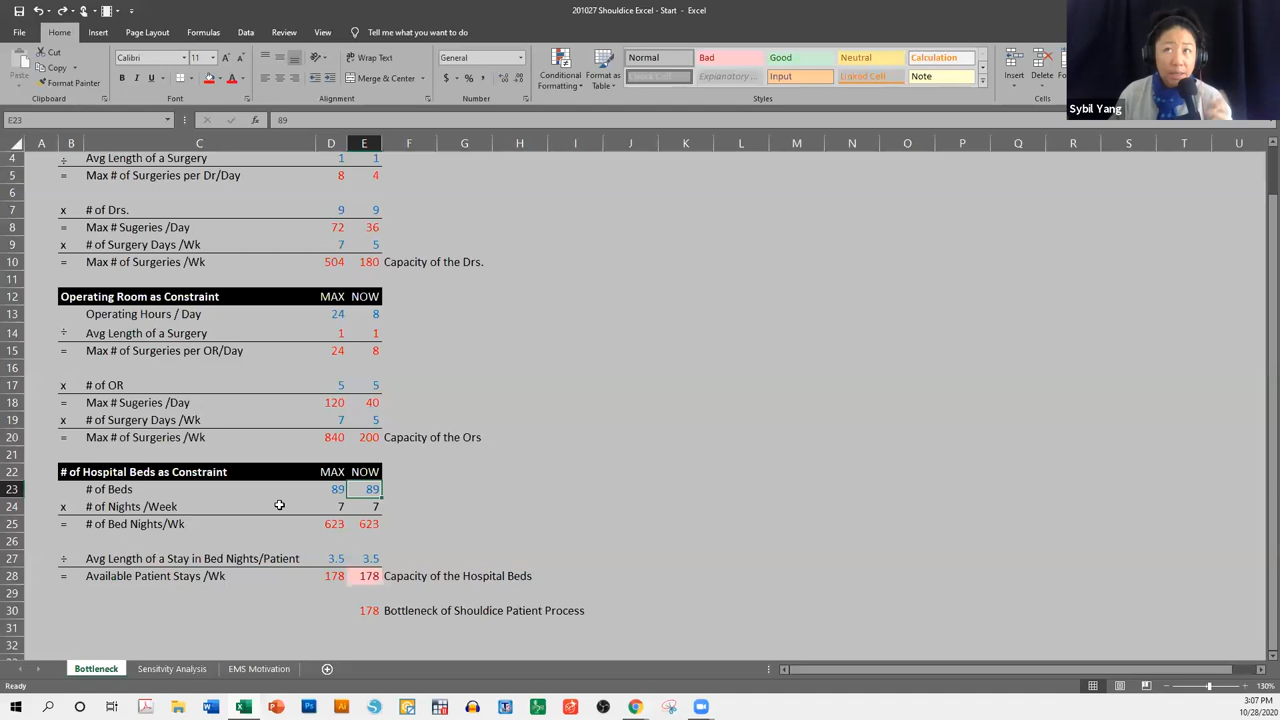 201027 Shouldice Excel - Start - Excel
File Home Insert Page Layout Formulas Data Review View Tell me what you want to do
Paste
Cut
Copy
Format Painter
Clipboard
Calibri 11
B I U
Font
Wrap Text
Merge & Center
Alignment
General
$ % ,
Number
Conditional Formatting
Format as Table
Normal Bad Good Neutral Calculation
Check Cell Explanatory ... Input Linked Cell Note
Styles
Insert Delete
Cells
Sybil Yang
E23 fx 89
A B C D E F G H I J K L M N O P Q R S T U
4 ÷ Avg Length of a Surgery 1 1
5 = Max # of Surgeries per Dr/Day 8 4
6
7 x # of Drs. 9 9
8 = Max # Sugeries /Day 72 36
9 x # of Surgery Days /Wk 7 5
10 = Max # of Surgeries /Wk 504 180 Capacity of the Drs.
11
12 Operating Room as Constraint MAX NOW
13 Operating Hours / Day 24 8
14 ÷ Avg Length of a Surgery 1 1
15 = Max # of Surgeries per OR/Day 24 8
16
17 x # of OR 5 5
18 = Max # Sugeries /Day 120 40
19 x # of Surgery Days /Wk 7 5
20 = Max # of Surgeries /Wk 840 200 Capacity of the Ors
21
22 # of Hospital Beds as Constraint MAX NOW
23 # of Beds 89 89
24 x # of Nights /Week 7 7
25 = # of Bed Nights/Wk 623 623
26
27 ÷ Avg Length of a Stay in Bed Nights/Patient 3.5 3.5
28 = Available Patient Stays /Wk 178 178 Capacity of the Hospital Beds
29
30 178 Bottleneck of Shouldice Patient Process
31
32
Bottleneck Sensitvity Analysis EMS Motivation
Ready 130%
3:07 PM
10/28/2020